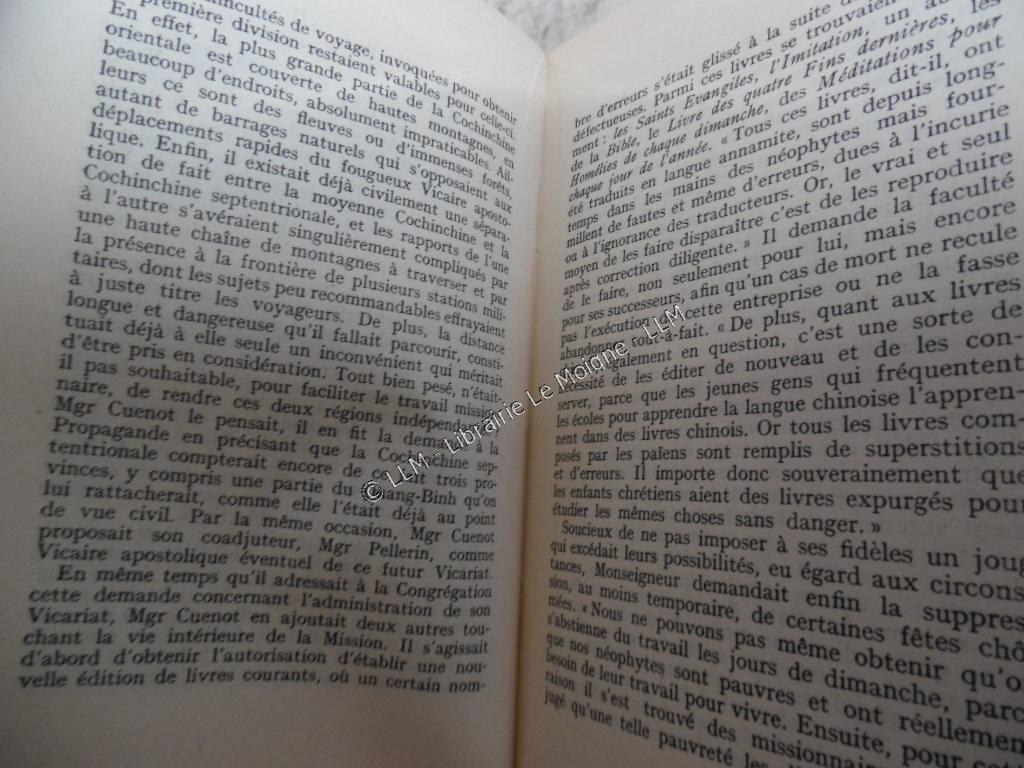 difficultés de voyage, invoquées pour obtenir
première division restaient valables pour celle-ci.
En effet, la plus grande partie de la Cochinchine
orientale est couverte de hautes montagnes, en
beaucoup d'endroits, absolument impraticables. Ail-
leurs ce sont des fleuves ou d'immenses forêts,
autant de barrages naturels qui s'opposaient aux
déplacements rapides du fougueux Vicaire aposto-
lique. Enfin, il existait déjà civilement une sépara-
tion de fait entre la moyenne Cochinchine et la
Cochinchine septentrionale, et les rapports de l'une
à l'autre s'avéraient singulièrement compliqués par
une haute chaîne de montagnes à traverser et par
la présence à la frontière de plusieurs stations mili-
taires, dont les sujets peu recommandables effrayaient
à juste titre les voyageurs. De plus, la distance
longue et dangereuse qu'il fallait parcourir, consti-
tuait déjà à elle seule un inconvénient qui méritait
d'être pris en considération. Tout bien pesé, n'était-
il pas souhaitable, pour faciliter le travail mission-
naire, de rendre ces deux régions indépendantes ?
Mgr Cuenot le pensait, il en fit la demande à la
Propagande en précisant que la Cochinchine sep-
tentrionale compterait encore de ce fait trois pro-
vinces, y compris une partie du Quang-Binh qu'on
lui rattacherait, comme elle l'était déjà au point
de vue civil. Par la même occasion, Mgr Cuenot
proposait son coadjuteur, Mgr Pellerin, comme
Vicaire apostolique éventuel de ce futur Vicariat.
En même temps qu'il adressait à la Congrégation
cette demande concernant l'administration de son
Vicariat, Mgr Cuenot en ajoutait deux autres tou-
chant la vie intérieure de la Mission. Il s'agissait
d'abord d'obtenir l'autorisation d'établir une nou-
velle édition de livres courants, où un certain nom-
bre d'erreurs s'était glissé à la suite de
défectueuses. Parmi ces livres se trouvaient
ment : les Saints Evangiles, l'Imitation, un
de la Bible, le Livre des quatre Fins dernières, les
Homélies de chaque dimanche, des Méditations pour
chaque jour de l'année. « Tous ces livres, dit-il, ont
été traduits en langue annamite, sont depuis long-
temps dans les mains des néophytes mais four-
millent de fautes et même d'erreurs, dues à l'incurie
ou à l'ignorance des traducteurs. Or, le vrai et seul
moyen de les faire disparaître c'est de les reproduire
après correction diligente. » Il demande la faculté
de le faire, non seulement pour lui, mais encore
pour ses successeurs, afin qu'un cas de mort ne recule
pas l'exécution de cette entreprise ou ne la fasse
abandonner tout-à-fait. « De plus, quant aux livres
également en question, c'est une sorte de
nécessité de les éditer de nouveau et de les con-
server, parce que les jeunes gens qui fréquentent
les écoles pour apprendre la langue chinoise l'appren-
nent dans des livres chinois. Or tous les livres com-
posés par les païens sont remplis de superstitions
et d'erreurs. Il importe donc souverainement que
les enfants chrétiens aient des livres expurgés pour
étudier les mêmes choses sans danger. »
Soucieux de ne pas imposer à ses fidèles un joug
qui excédait leurs possibilités, eu égard aux circons-
tances, Monseigneur demandait enfin la suppres-
sion, au moins temporaire, de certaines fêtes chô-
mées. « Nous ne pouvons pas même obtenir qu'on
s'abstienne du travail les jours de dimanche, parce
que nos néophytes sont pauvres et ont réellement
besoin de leur travail pour vivre. Ensuite, pour cette
raison il s'est trouvé des missionnaires
jugé qu'une telle pauvreté les
© LLM - Librairie Le Moigne LLM